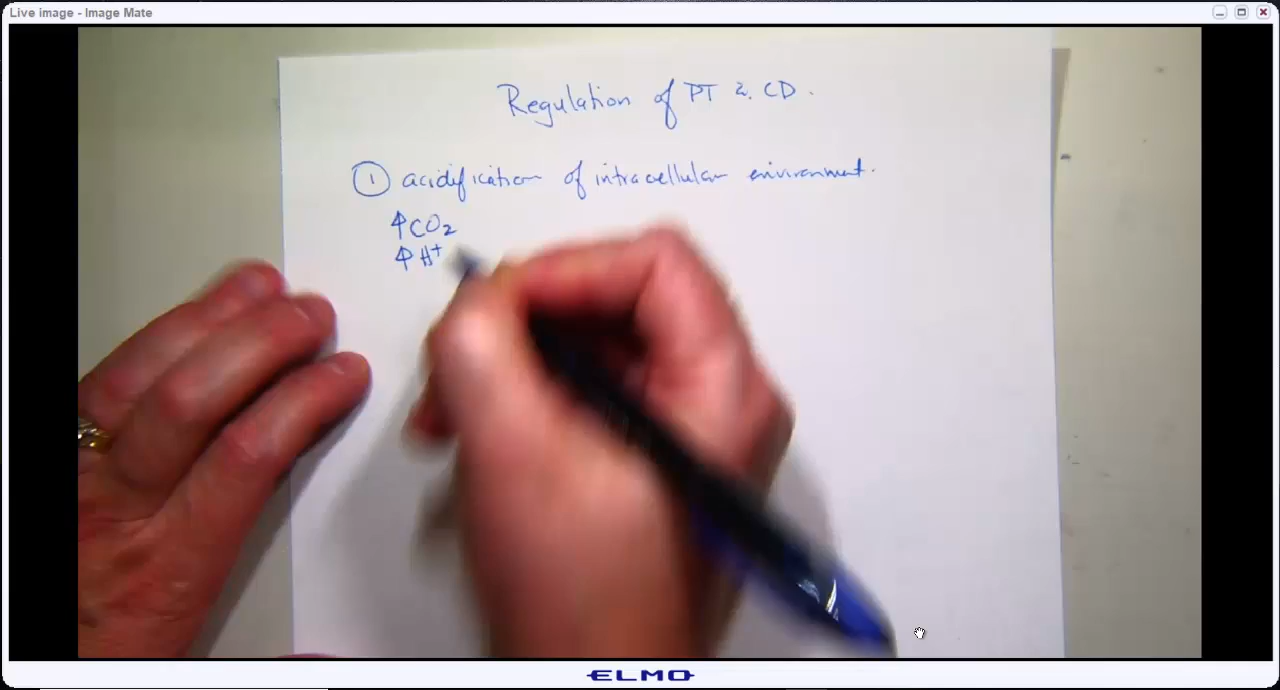 Live image - Image Mate
Regulation of PT & CD.
① acidification of intracellular environment.
↑CO₂
↑H⁺
ELMO